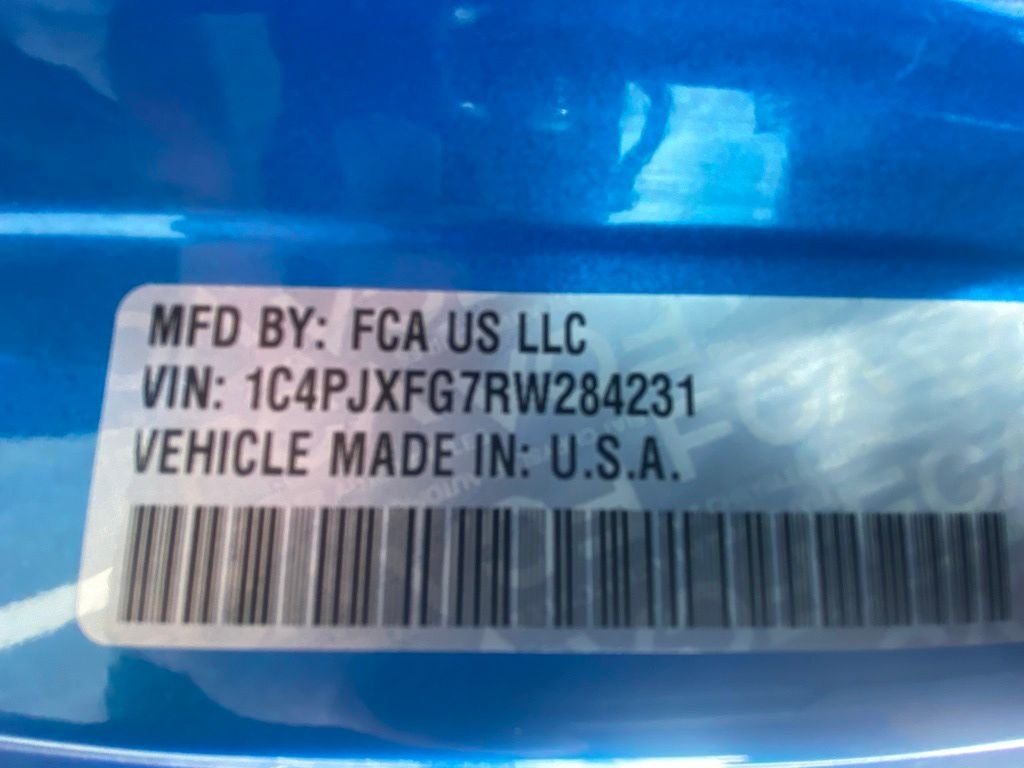 MFD BY: FCA US LLC
VIN: 1C4PJXFG7RW284231
VEHICLE MADE IN: U.S.A.